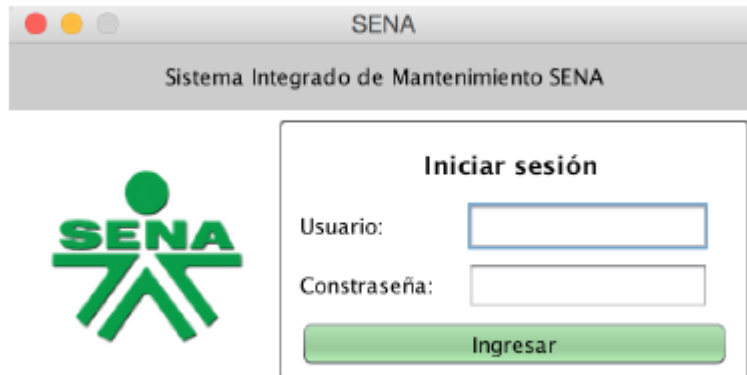 SENA
Sistema Integrado de Mantenimiento SENA
SENA
Iniciar sesión
Usuario:
Constraseña:
Ingresar